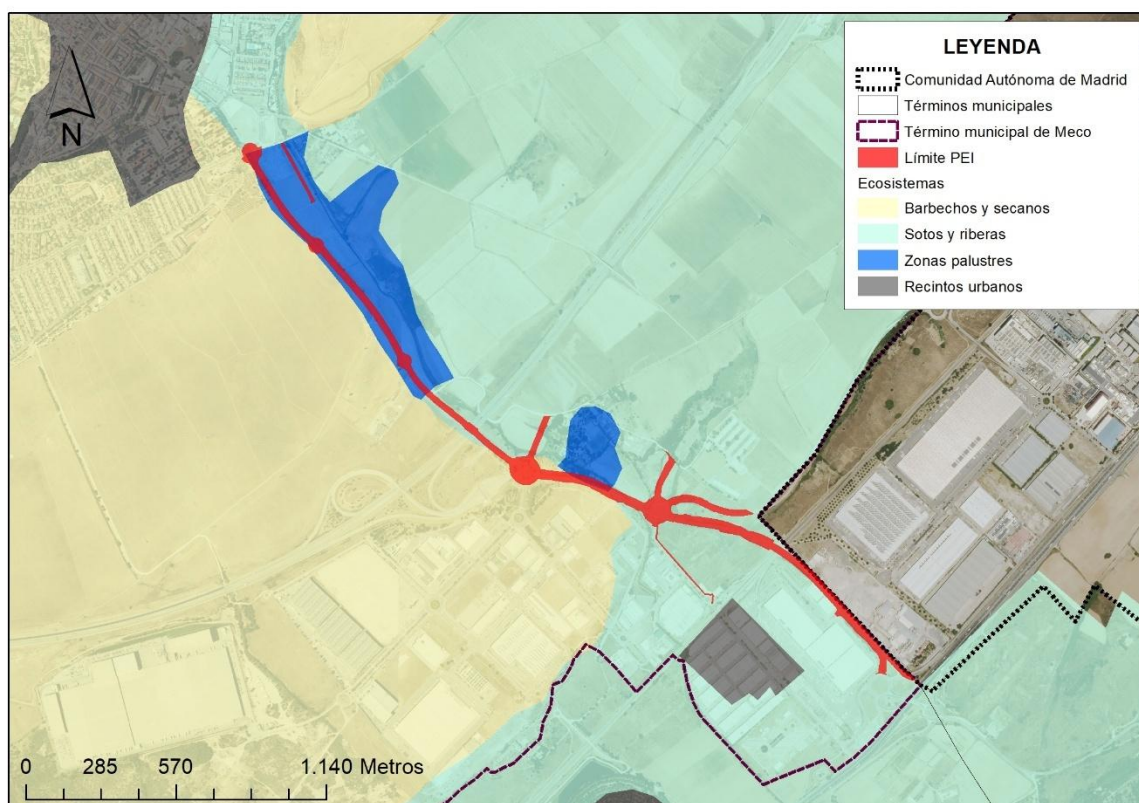 LEYENDA
Comunidad Autónoma de Madrid
Términos municipales
Término municipal de Meco
Límite PEI
Ecosistemas
Barbechos y secanos
Sotos y riberas
Zonas palustres
Recintos urbanos
N
0 285 570 1.140 Metros